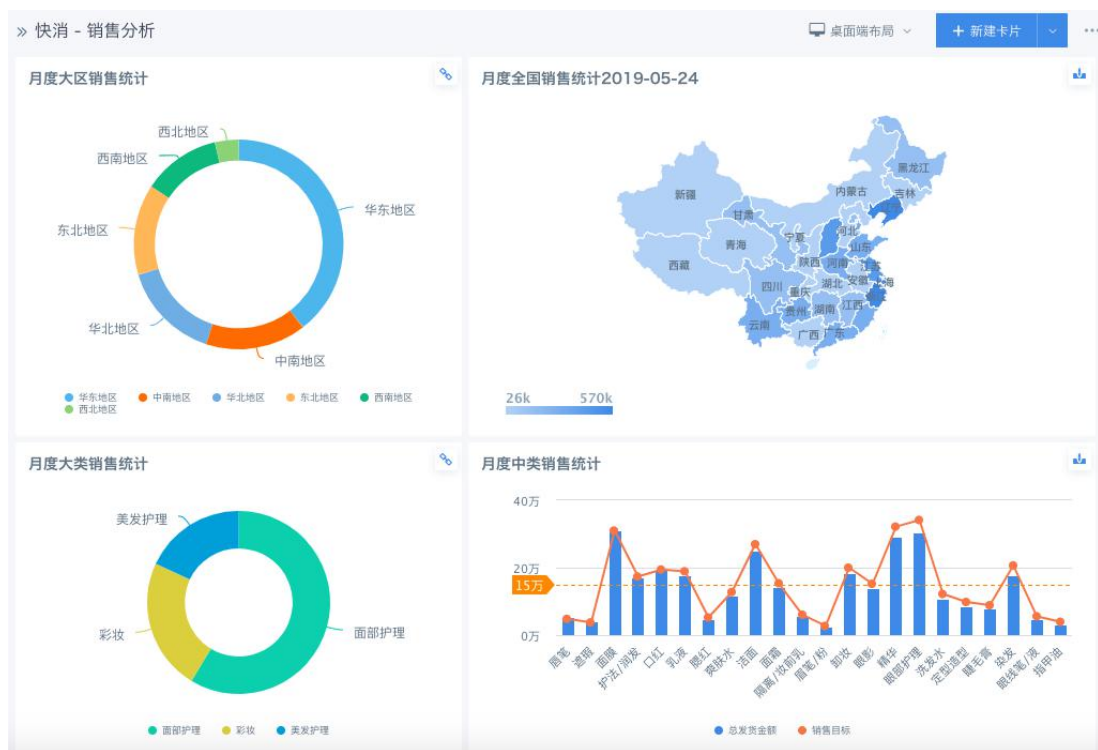 快消 - 销售分析
桌面端布局
+ 新建卡片
月度大区销售统计
西北地区
西南地区
东北地区
华东地区
华北地区
中南地区
华东地区 中南地区 华北地区 东北地区 西南地区
西北地区
月度全国销售统计2019-05-24
黑龙江
内蒙古
吉林
新疆
辽宁
甘肃
河北
宁夏
青海
山东
西藏
陕西
河南
江苏
四川
重庆
湖北
安徽
上海
贵州
湖南
江西
云南
广西
广东
26k 570k
月度大类销售统计
美发护理
彩妆
面部护理
面部护理 彩妆 美发护理
月度中类销售统计
40万
20万
15万
0万
唇笔
遮瑕
面膜
护法/润发
口红
乳液
腮红
爽肤水
洁面
面霜
隔离/妆前乳
眉笔/粉
卸妆
眼影
精华
眼部护理
洗发水
定型造型
睫毛膏
染发
眼线笔/液
指甲油
总发货金额 销售目标